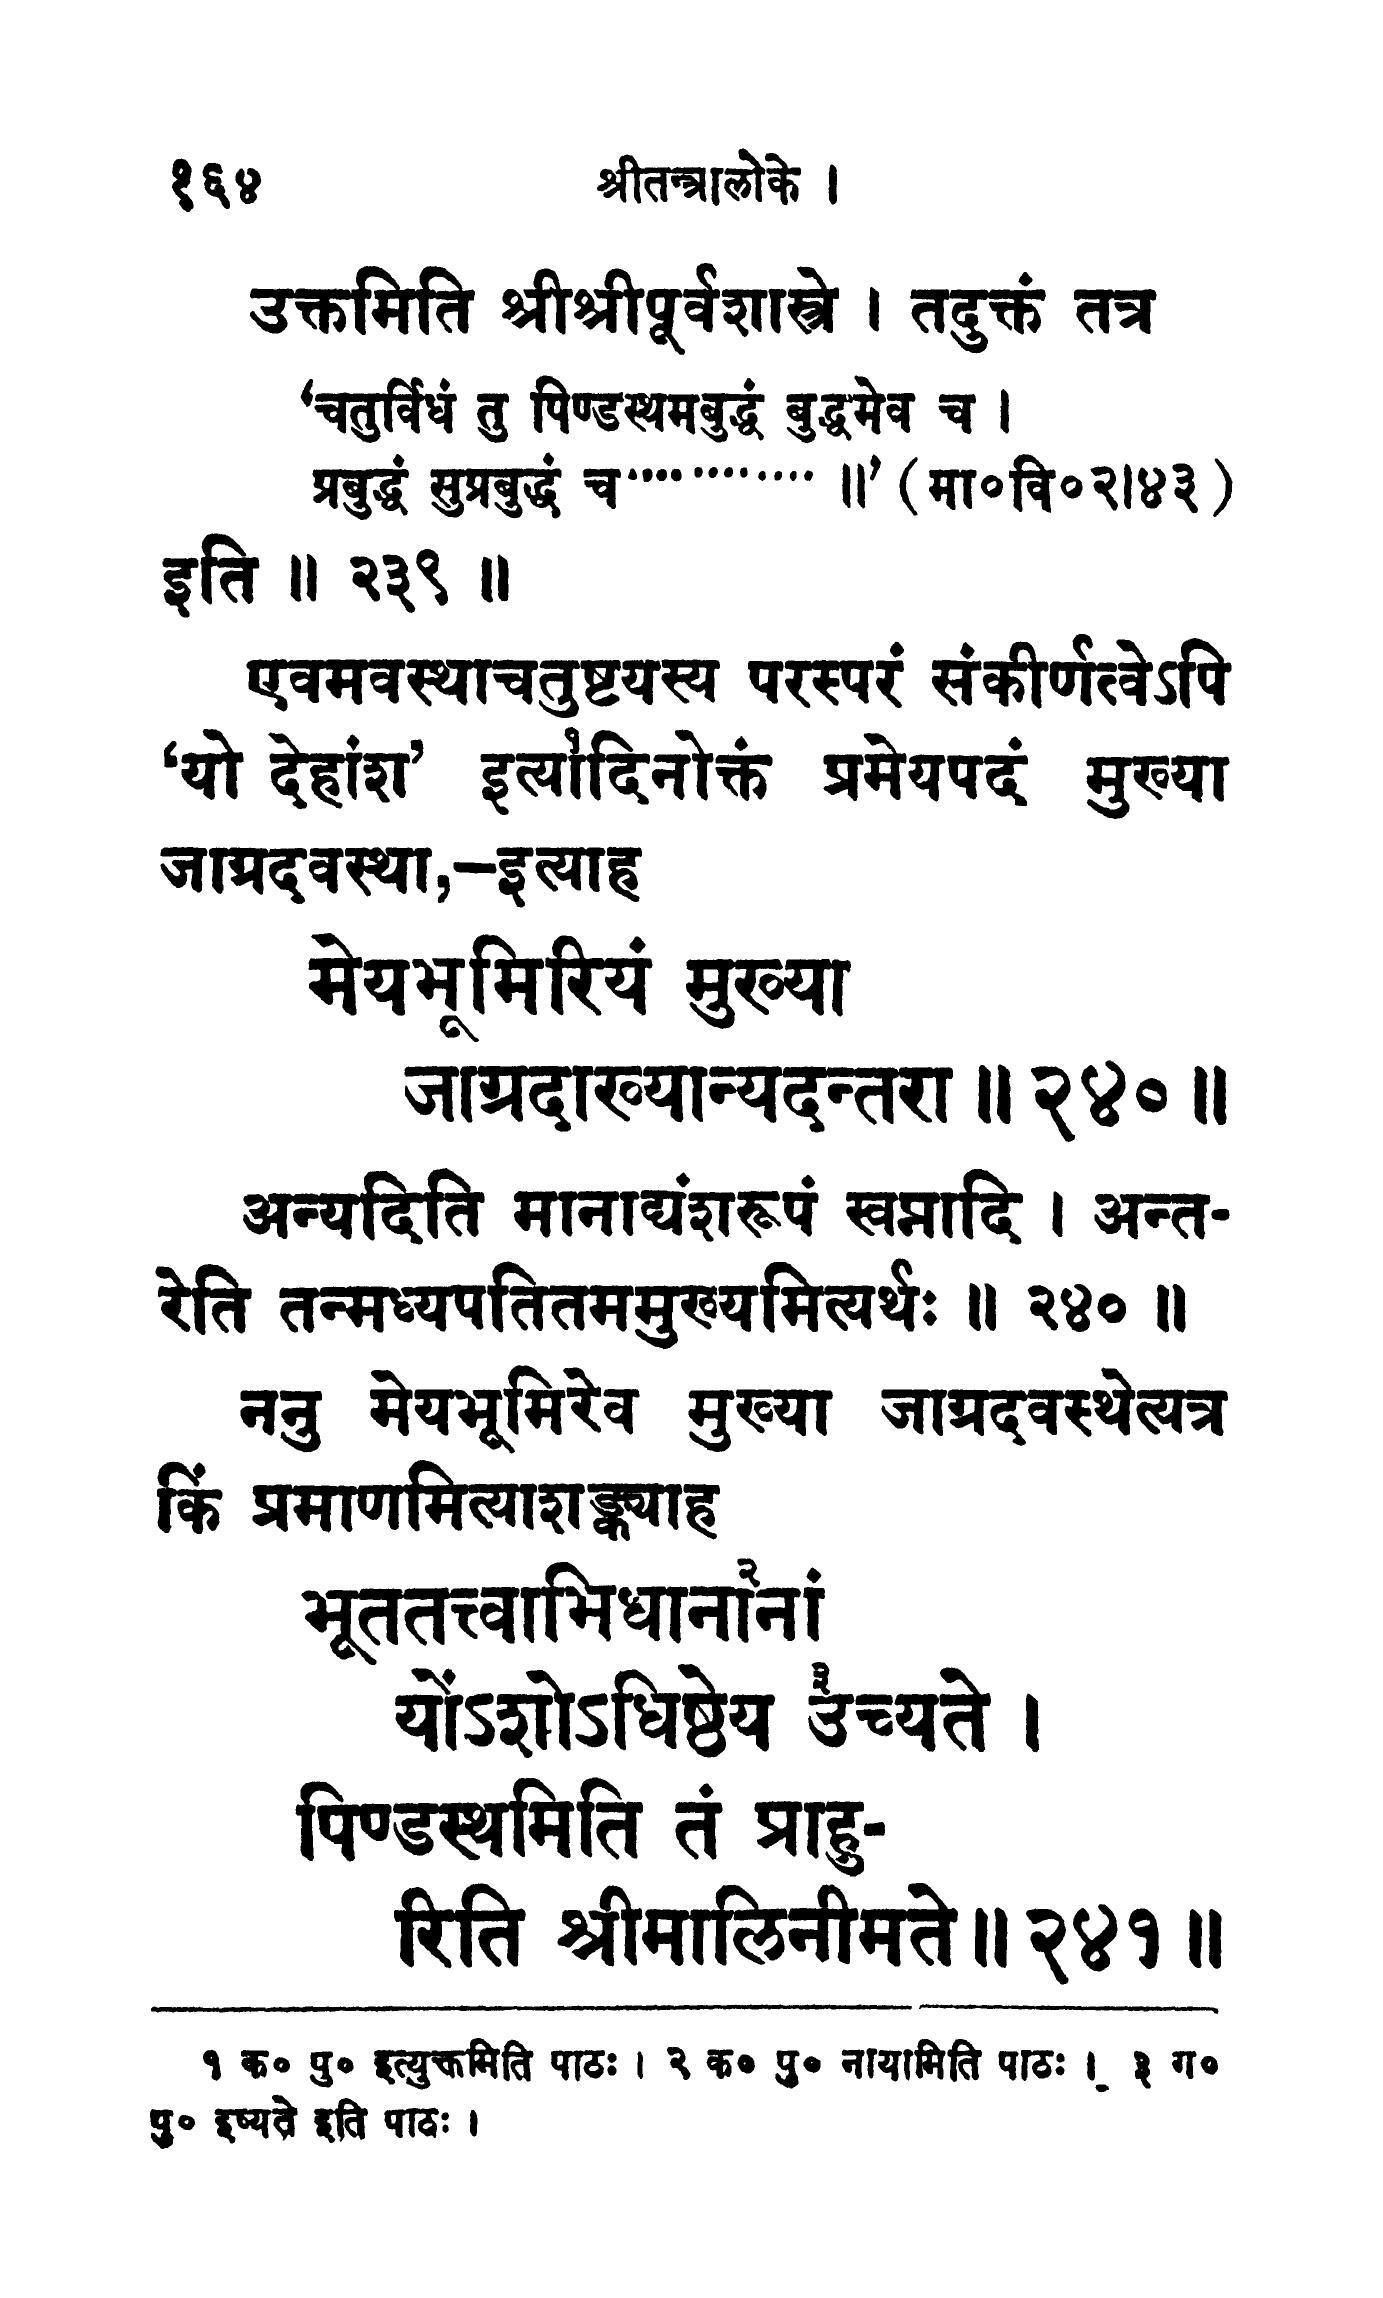 १६४ श्रीतन्त्रालोके ।
उक्तमिति श्रीश्रीपूर्वशास्त्रे । तदुक्तं तत्र
‘चतुर्विधं तु पिण्डस्थमबुद्धं बुद्धमेव च ।
प्रबुद्धं सुप्रबुद्धं च············ ॥’ (मा०वि०२।४३)
इति ॥ २३९ ॥
एवमवस्थाचतुष्टयस्य परस्परं संकीर्णत्वेऽपि
‘यो देहांश’ इत्या१दिनोक्तं प्रमेयपदं मुख्या
जाग्रदवस्था,—इत्याह
मेयभूमिरियं मुख्या
जाग्रदाख्यान्यदन्तरा ॥ २४० ॥
अन्यदिति मानाद्यंशरूपं स्वप्नादि । अन्त-
रेति तन्मध्यपतितममुख्यमित्यर्थः ॥ २४० ॥
ननु मेयभूमिरेव मुख्या जाग्रदवस्थेत्यत्र
किं प्रमाणमित्याशङ्क्याह
भूततत्त्वाभिधाना२नां
योंऽशोऽधिष्ठेय ३उच्यते ।
पिण्डस्थमिति तं प्राहु-
रिति श्रीमालिनीमते ॥ २४१ ॥
१ क० पु० इत्युक्तमिति पाठः । २ क० पु० नायामिति पाठः । ३ ग०
पु० इष्यते इति पाठः ।